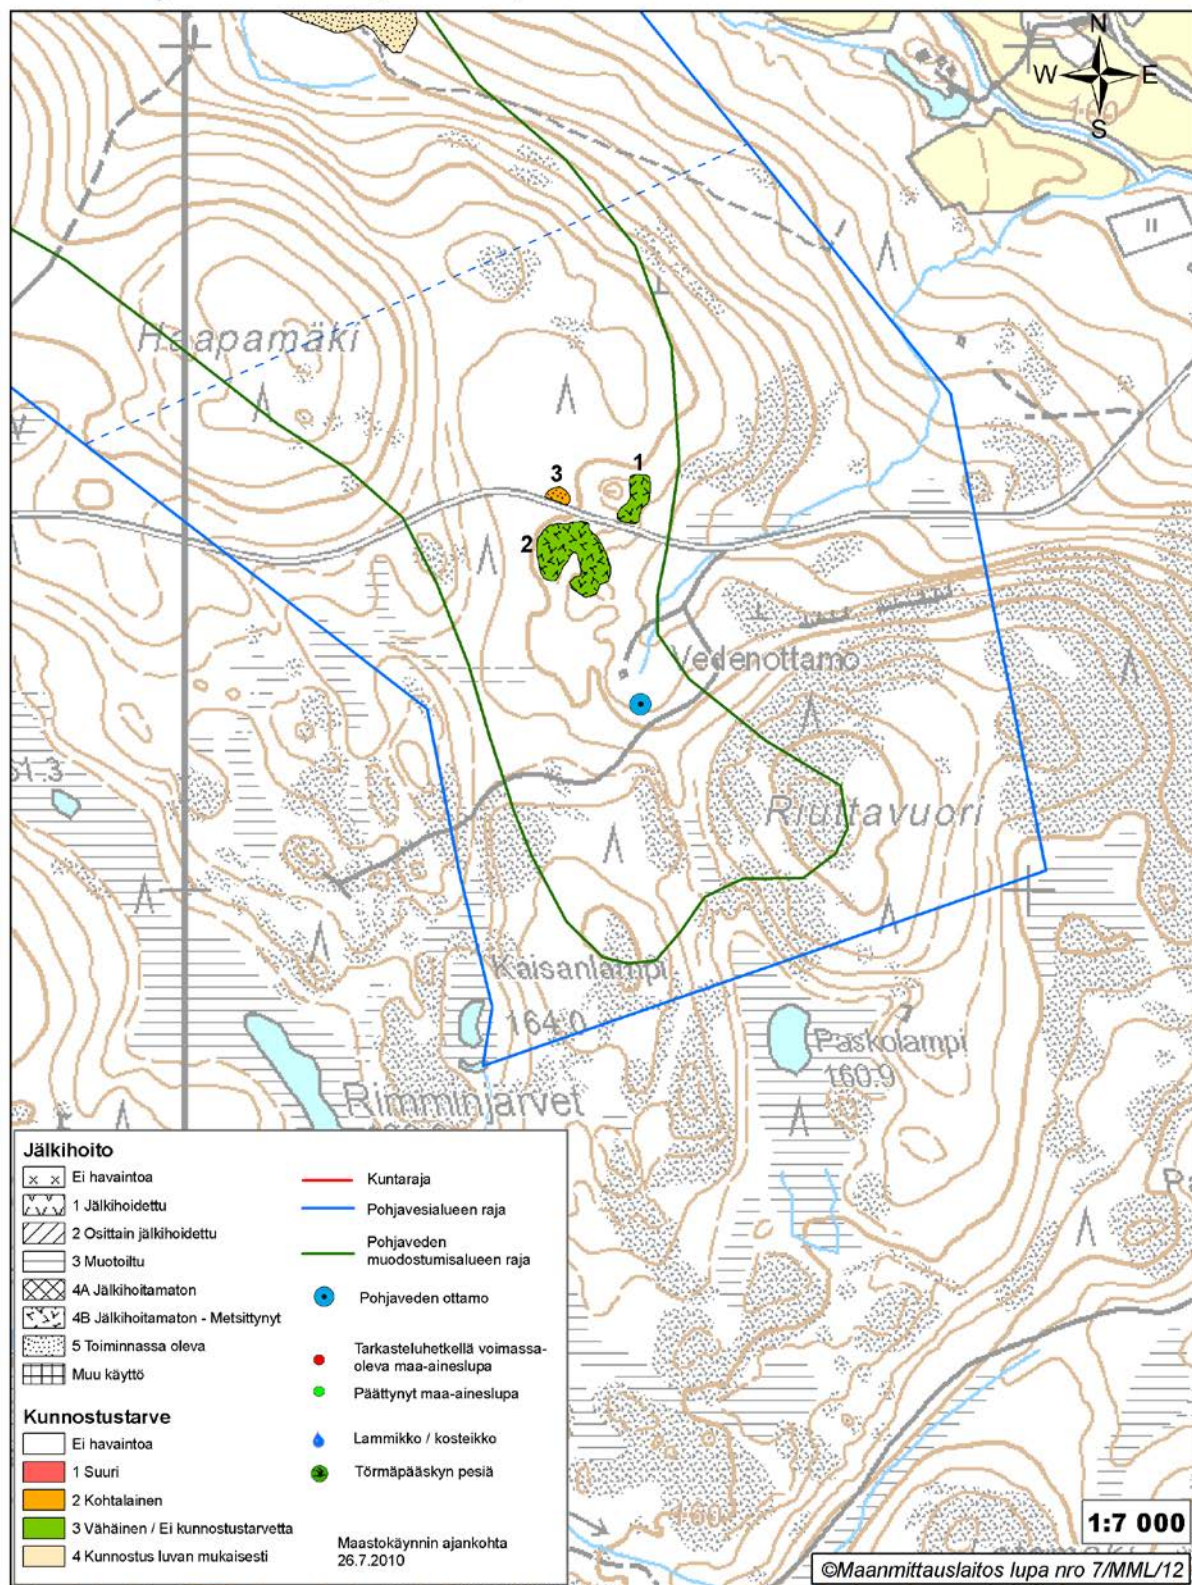 N
W E
S
160
II
Haapamäki
3
1
2
Vedenottamo
Riuttavuori
Kaisanlampi
164.0
Paskolampi
160.9
Rimminjärvet
Jälkihoito
Ei havaintoa
1 Jälkihoidettu
2 Osittain jälkihoidettu
3 Muotoiltu
4A Jälkihoitamaton
4B Jälkihoitamaton - Metsittynyt
5 Toiminnassa oleva
Muu käyttö
Kunnostustarve
Ei havaintoa
1 Suuri
2 Kohtalainen
3 Vähäinen / Ei kunnostustarvetta
4 Kunnostus luvan mukaisesti
Kuntaraja
Pohjavesialueen raja
Pohjaveden
muodostumisalueen raja
Pohjaveden ottamo
Tarkasteluhetkellä voimassa-
oleva maa-aineslupa
Päättynyt maa-aineslupa
Lammikko / kosteikko
Törmäpääskyn pesiä
Maastokäynnin ajankohta
26.7.2010
160
1:7 000
©Maanmittauslaitos lupa nro 7/MML/12